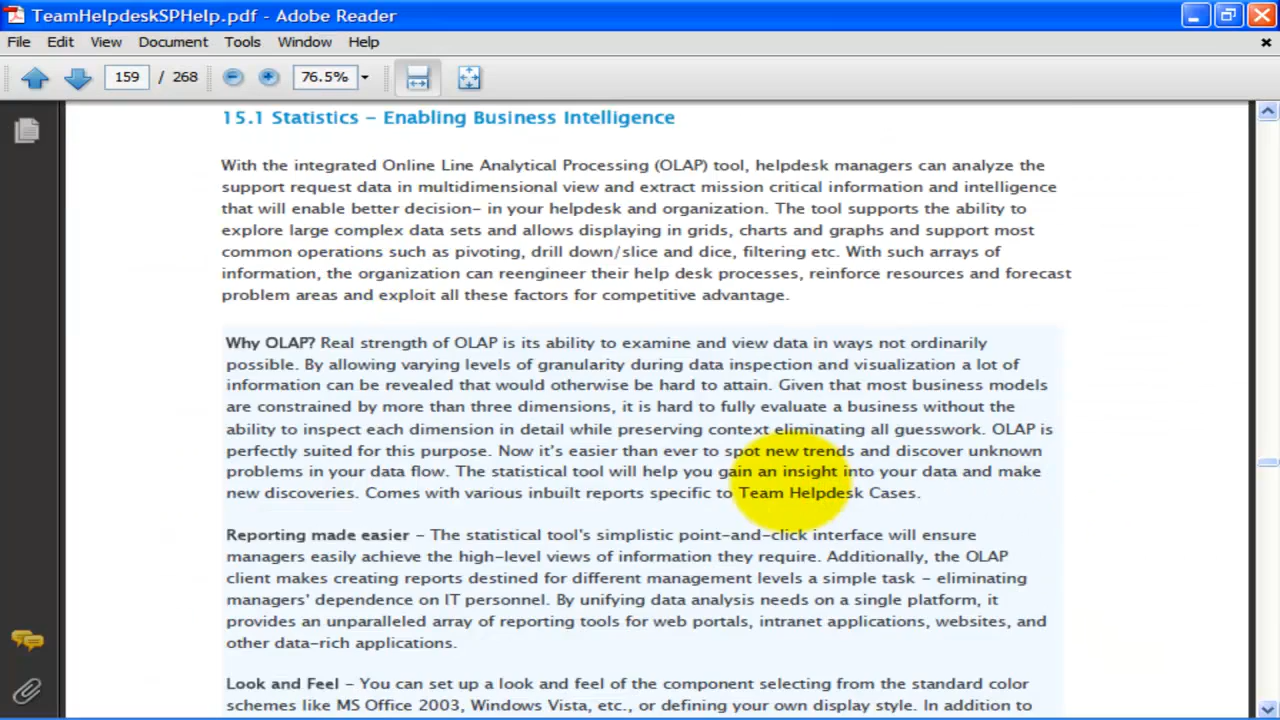 TeamHelpdeskSPHelp.pdf - Adobe Reader
File Edit View Document Tools Window Help
159 / 268 76.5%
15.1 Statistics – Enabling Business Intelligence
With the integrated Online Line Analytical Processing (OLAP) tool, helpdesk managers can analyze the
support request data in multidimensional view and extract mission critical information and intelligence
that will enable better decision- in your helpdesk and organization. The tool supports the ability to
explore large complex data sets and allows displaying in grids, charts and graphs and support most
common operations such as pivoting, drill down/slice and dice, filtering etc. With such arrays of
information, the organization can reengineer their help desk processes, reinforce resources and forecast
problem areas and exploit all these factors for competitive advantage.
Why OLAP? Real strength of OLAP is its ability to examine and view data in ways not ordinarily
possible. By allowing varying levels of granularity during data inspection and visualization a lot of
information can be revealed that would otherwise be hard to attain. Given that most business models
are constrained by more than three dimensions, it is hard to fully evaluate a business without the
ability to inspect each dimension in detail while preserving context eliminating all guesswork. OLAP is
perfectly suited for this purpose. Now it's easier than ever to spot new trends and discover unknown
problems in your data flow. The statistical tool will help you gain an insight into your data and make
new discoveries. Comes with various inbuilt reports specific to Team Helpdesk Cases.
Reporting made easier – The statistical tool's simplistic point-and-click interface will ensure
managers easily achieve the high-level views of information they require. Additionally, the OLAP
client makes creating reports destined for different management levels a simple task – eliminating
managers' dependence on IT personnel. By unifying data analysis needs on a single platform, it
provides an unparalleled array of reporting tools for web portals, intranet applications, websites, and
other data-rich applications.
Look and Feel – You can set up a look and feel of the component selecting from the standard color
schemes like MS Office 2003, Windows Vista, etc., or defining your own display style. In addition to